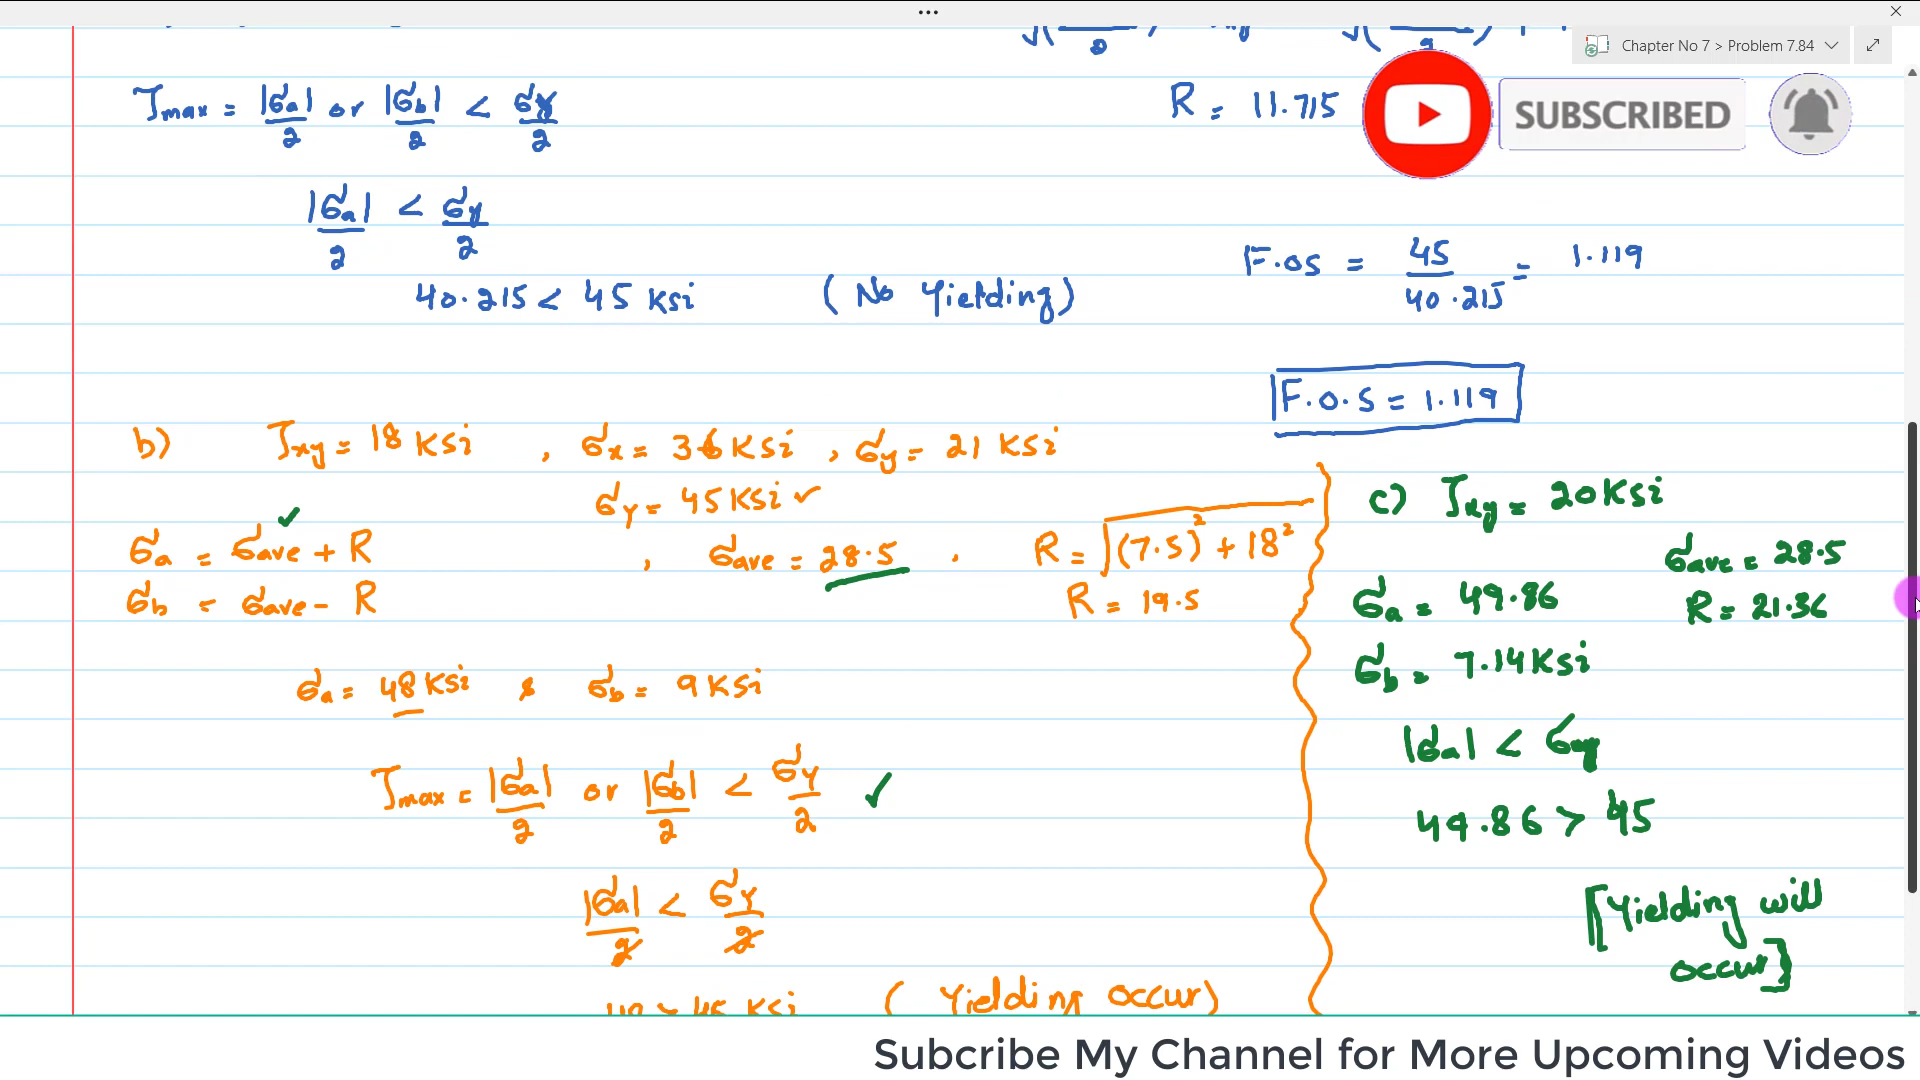 Chapter No 7 > Problem 7.84
Tmax = |σa|/2 or |σb|/2 < σy/2
R = 11.715
SUBSCRIBED
|σa|/2 < σy/2
40.215 < 45 ksi (No Yielding)
F.OS = 45/40.215 = 1.119
F.O.S = 1.119
b) Txy = 18 KSi , σx = 36 KSi , σy = 21 KSi
σY = 45 KSi ✓
σa = σave + R , σave = 28.5 . R = √(7.5)² + 18²
σb = σave - R R = 19.5
σa = 48 KSi & σb = 9 KSi
Tmax = |σa|/2 or |σb|/2 < σY/2 ✓
|σa|/2 < σY/2
(Yielding Occur)
c) Txy = 20 KSi
σave = 28.5
σa = 49.86
R = 21.36
σb = 7.14 KSi
|σa| < σy
49.86 > 45
[Yielding will
occur]
Subcribe My Channel for More Upcoming Videos